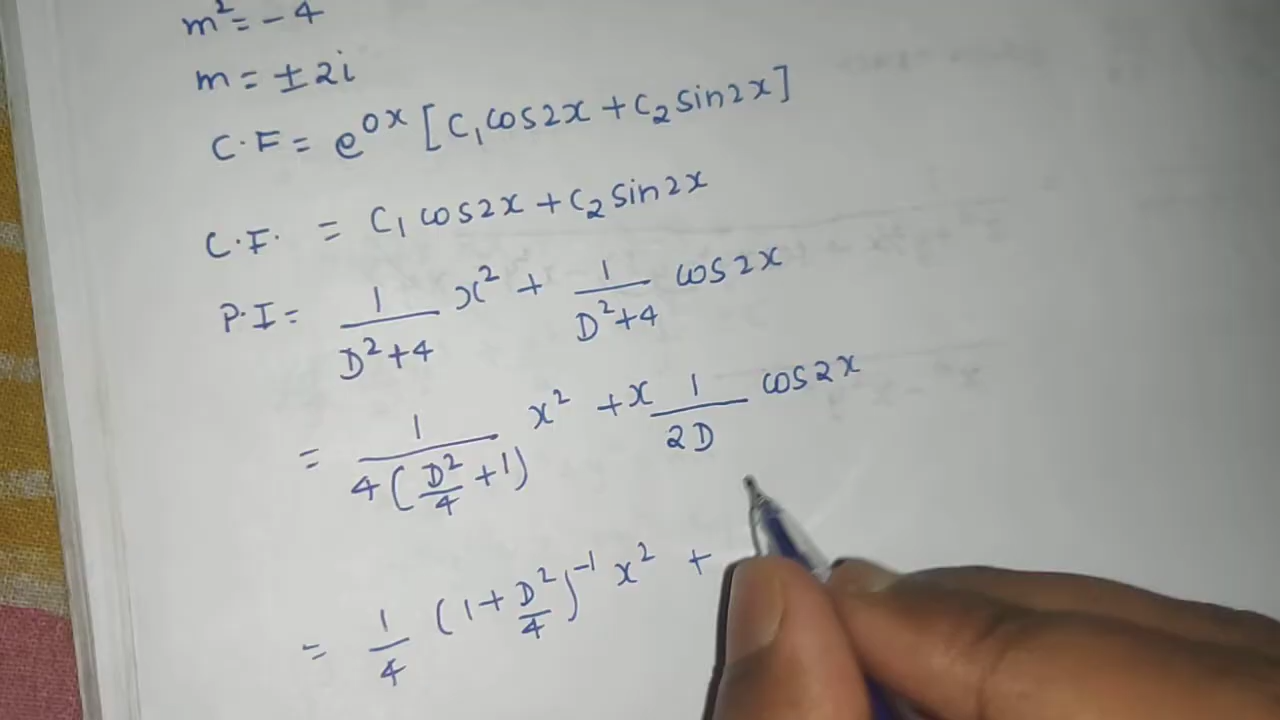 m² = -4
m = ±2i
C.F = e^{0x} [C₁cos2x + C₂sin2x]
C.F. = C₁cos2x + C₂sin2x
P.I = 1/(D²+4) x² + 1/(D²+4) cos2x
= 1/(4(D²/4 + 1)) x² + x 1/(2D) cos2x
= 1/4 (1 + D²/4)⁻¹ x² +